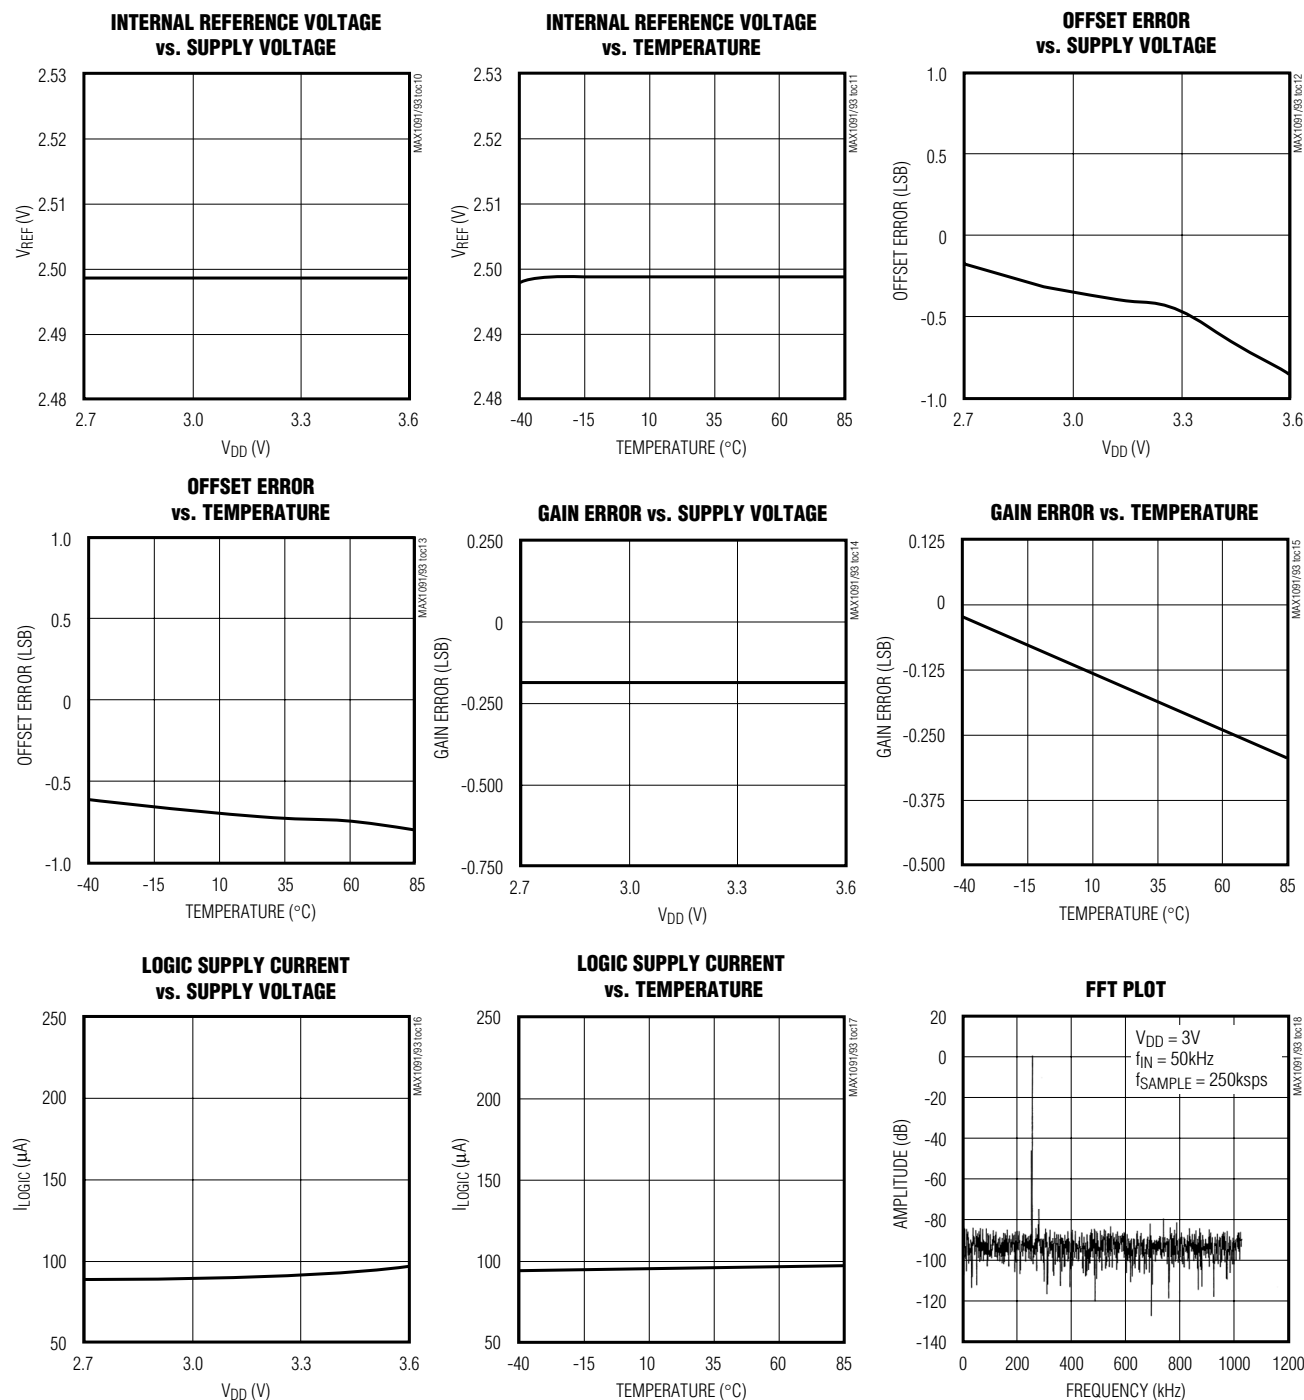 INTERNAL REFERENCE VOLTAGE
vs. SUPPLY VOLTAGE
2.53
2.52
2.51
2.50
2.49
2.48
VREF (V)
2.7 3.0 3.3 3.6
VDD (V)
MAX1091/93 toc10
INTERNAL REFERENCE VOLTAGE
vs. TEMPERATURE
2.53
2.52
2.51
2.50
2.49
2.48
VREF (V)
-40 -15 10 35 60 85
TEMPERATURE (°C)
MAX1091/93 toc11
OFFSET ERROR
vs. SUPPLY VOLTAGE
1.0
0.5
0
-0.5
-1.0
OFFSET ERROR (LSB)
2.7 3.0 3.3 3.6
VDD (V)
MAX1091/93 toc12
OFFSET ERROR
vs. TEMPERATURE
1.0
0.5
0
-0.5
-1.0
OFFSET ERROR (LSB)
-40 -15 10 35 60 85
TEMPERATURE (°C)
MAX1091/93 toc13
GAIN ERROR vs. SUPPLY VOLTAGE
0.250
0
-0.250
-0.500
-0.750
GAIN ERROR (LSB)
2.7 3.0 3.3 3.6
VDD (V)
MAX1091/93 toc14
GAIN ERROR vs. TEMPERATURE
0.125
0
-0.125
-0.250
-0.375
-0.500
GAIN ERROR (LSB)
-40 -15 10 35 60 85
TEMPERATURE (°C)
MAX1091/93 toc15
LOGIC SUPPLY CURRENT
vs. SUPPLY VOLTAGE
250
200
150
100
50
ILOGIC (µA)
2.7 3.0 3.3 3.6
VDD (V)
MAX1091/93 toc16
LOGIC SUPPLY CURRENT
vs. TEMPERATURE
250
200
150
100
50
ILOGIC (µA)
-40 -15 10 35 60 85
TEMPERATURE (°C)
MAX1091/93 toc17
FFT PLOT
20
0
-20
-40
-60
-80
-100
-120
-140
AMPLITUDE (dB)
VDD = 3V
fIN = 50kHz
fSAMPLE = 250ksps
0 200 400 600 800 1000 1200
FREQUENCY (kHz)
MAX1091/93 toc18